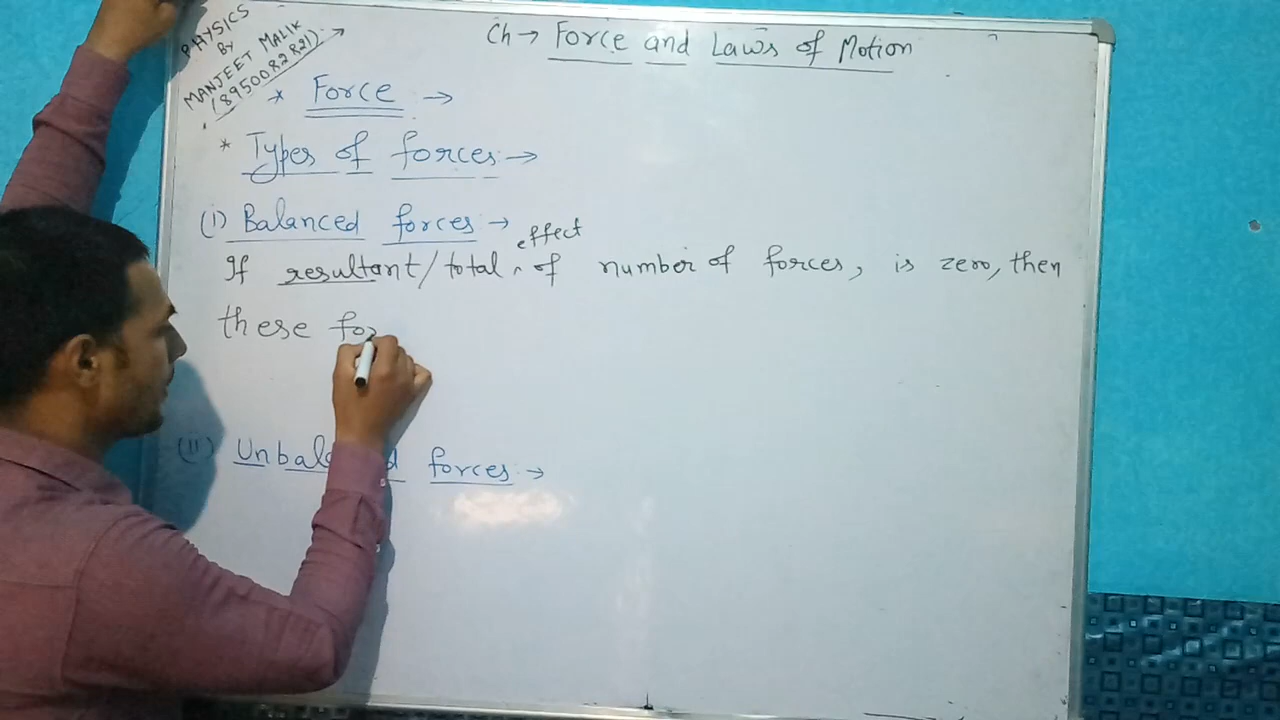 PHYSICS
BY
MANJEET MALIK
Ch → Force and Laws of Motion
* Force →
* Types of forces →
(i) Balanced forces →
effect
If resultant/total ^ of number of forces, is zero, then
these fo
(ii) Unbal d forces →